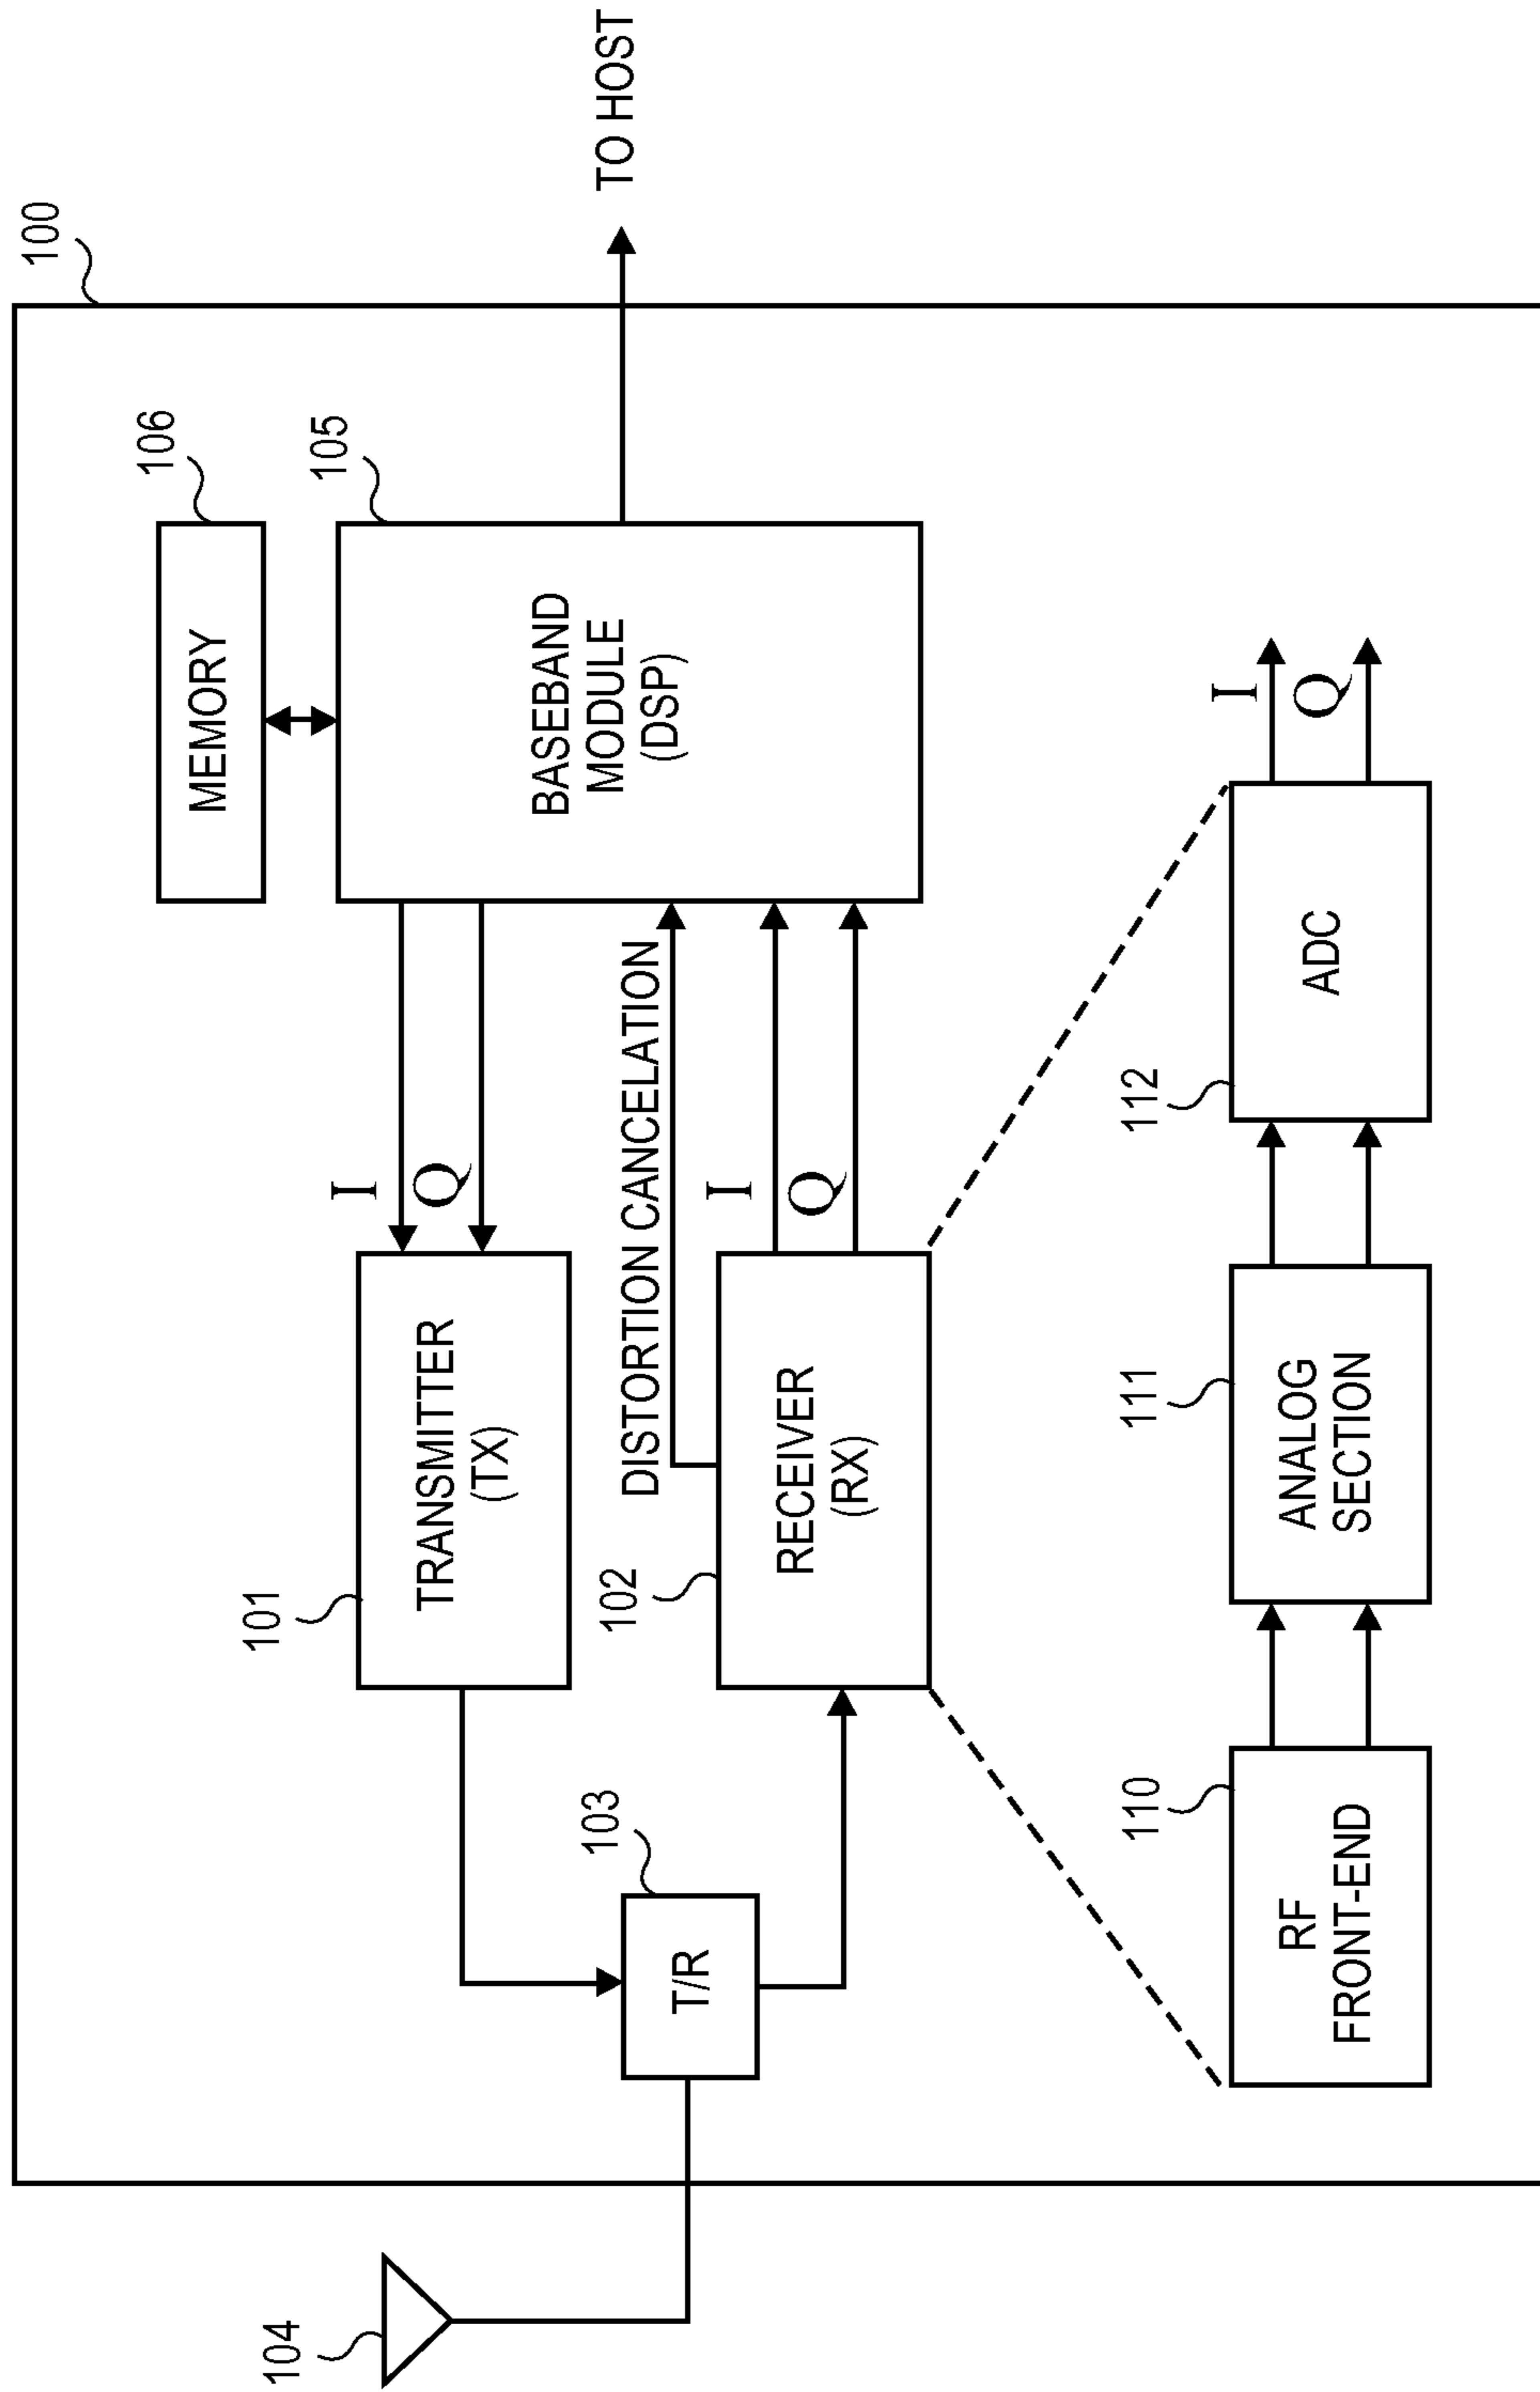 100
106
MEMORY
105
BASEBAND
MODULE
(DSP)
TO HOST
101
TRANSMITTER
(TX)
I
Q
DISTORTION CANCELATION
102
RECEIVER
(RX)
I
Q
104
103
T/R
110
RF
FRONT-END
111
ANALOG
SECTION
112
ADC
I
Q